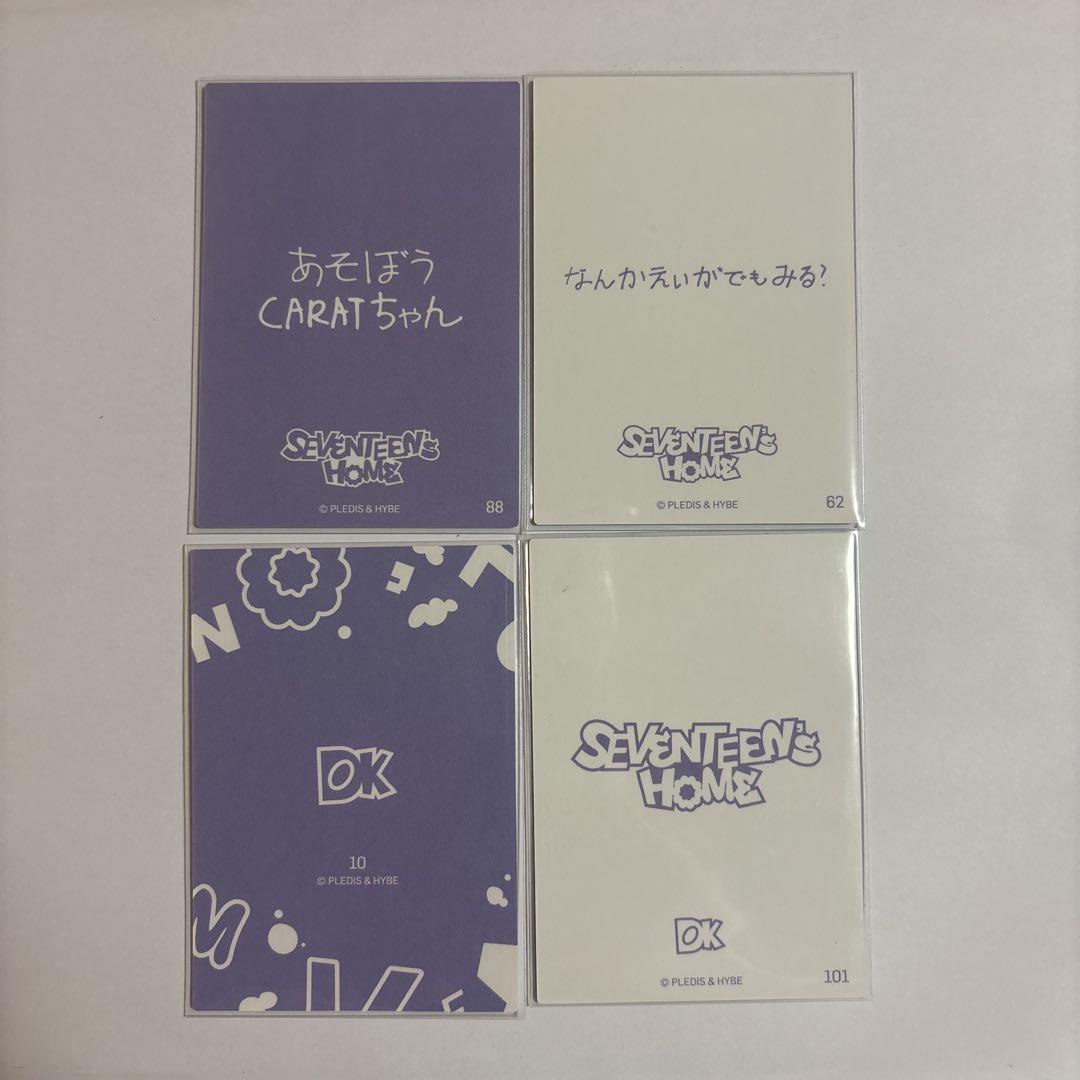 あそぼう
CARATちゃん
SEVENTEEN's
HOME
© PLEDIS & HYBE
88
なんかえいがでもみる?
SEVENTEEN's
HOME
© PLEDIS & HYBE
62
N
DK
10
© PLEDIS & HYBE
M
E
SEVENTEEN's
HOME
DK
© PLEDIS & HYBE
101